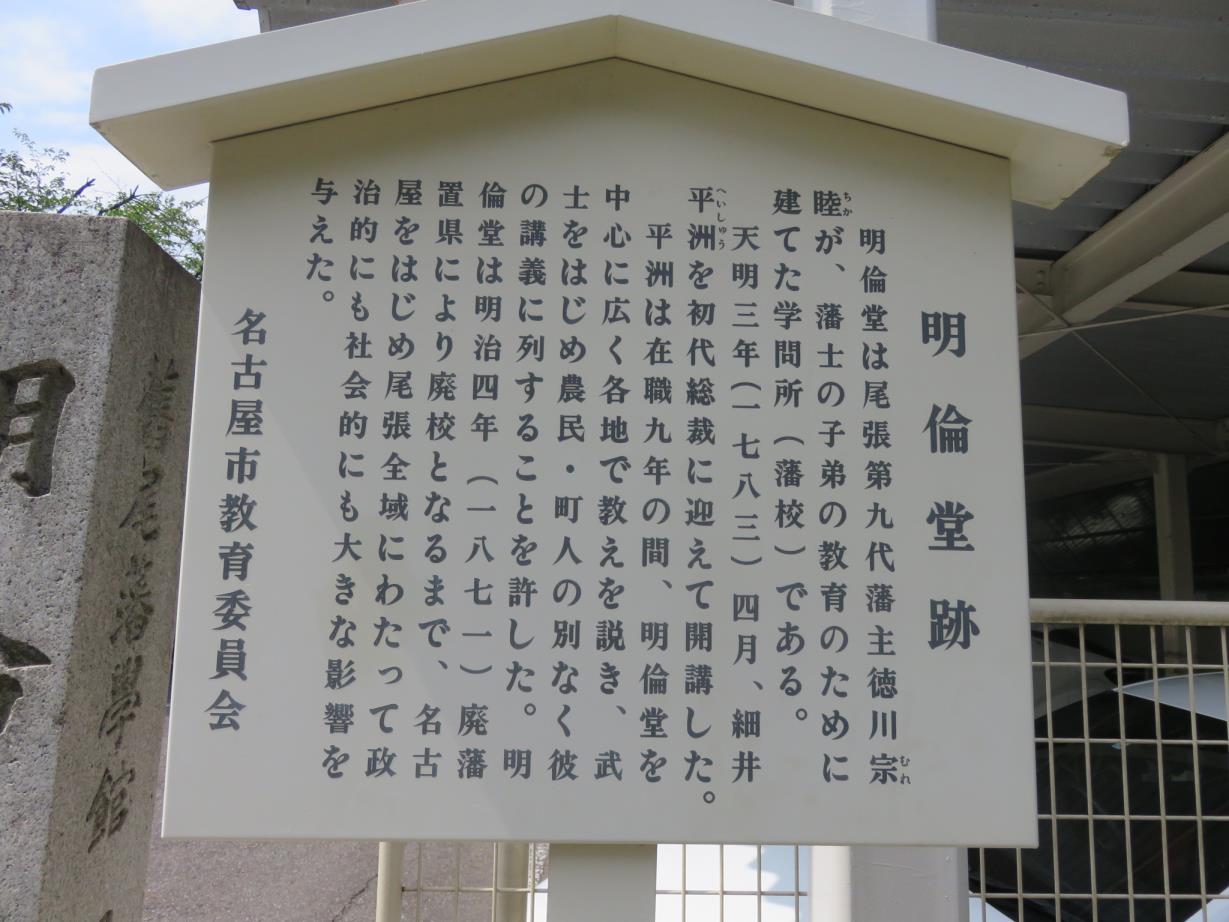 明倫堂跡
明倫堂は尾張第九代藩主徳川宗
むれ
睦が、藩士の子弟の教育のために
ちか
建てた学問所（藩校）である。
天明三年（一七八三）四月、細井
平洲を初代総裁に迎えて開講した。
へいしゅう
平洲は在職九年の間、明倫堂を
中心に広く各地で教えを説き、武
士をはじめ農民・町人の別なく彼
の講義に列することを許した。明
倫堂は明治四年（一八七一）廃藩
置県により廃校となるまで、名古
屋をはじめ尾張全域にわたって政
治的にも社会的にも大きな影響を
与えた。
名古屋市教育委員会